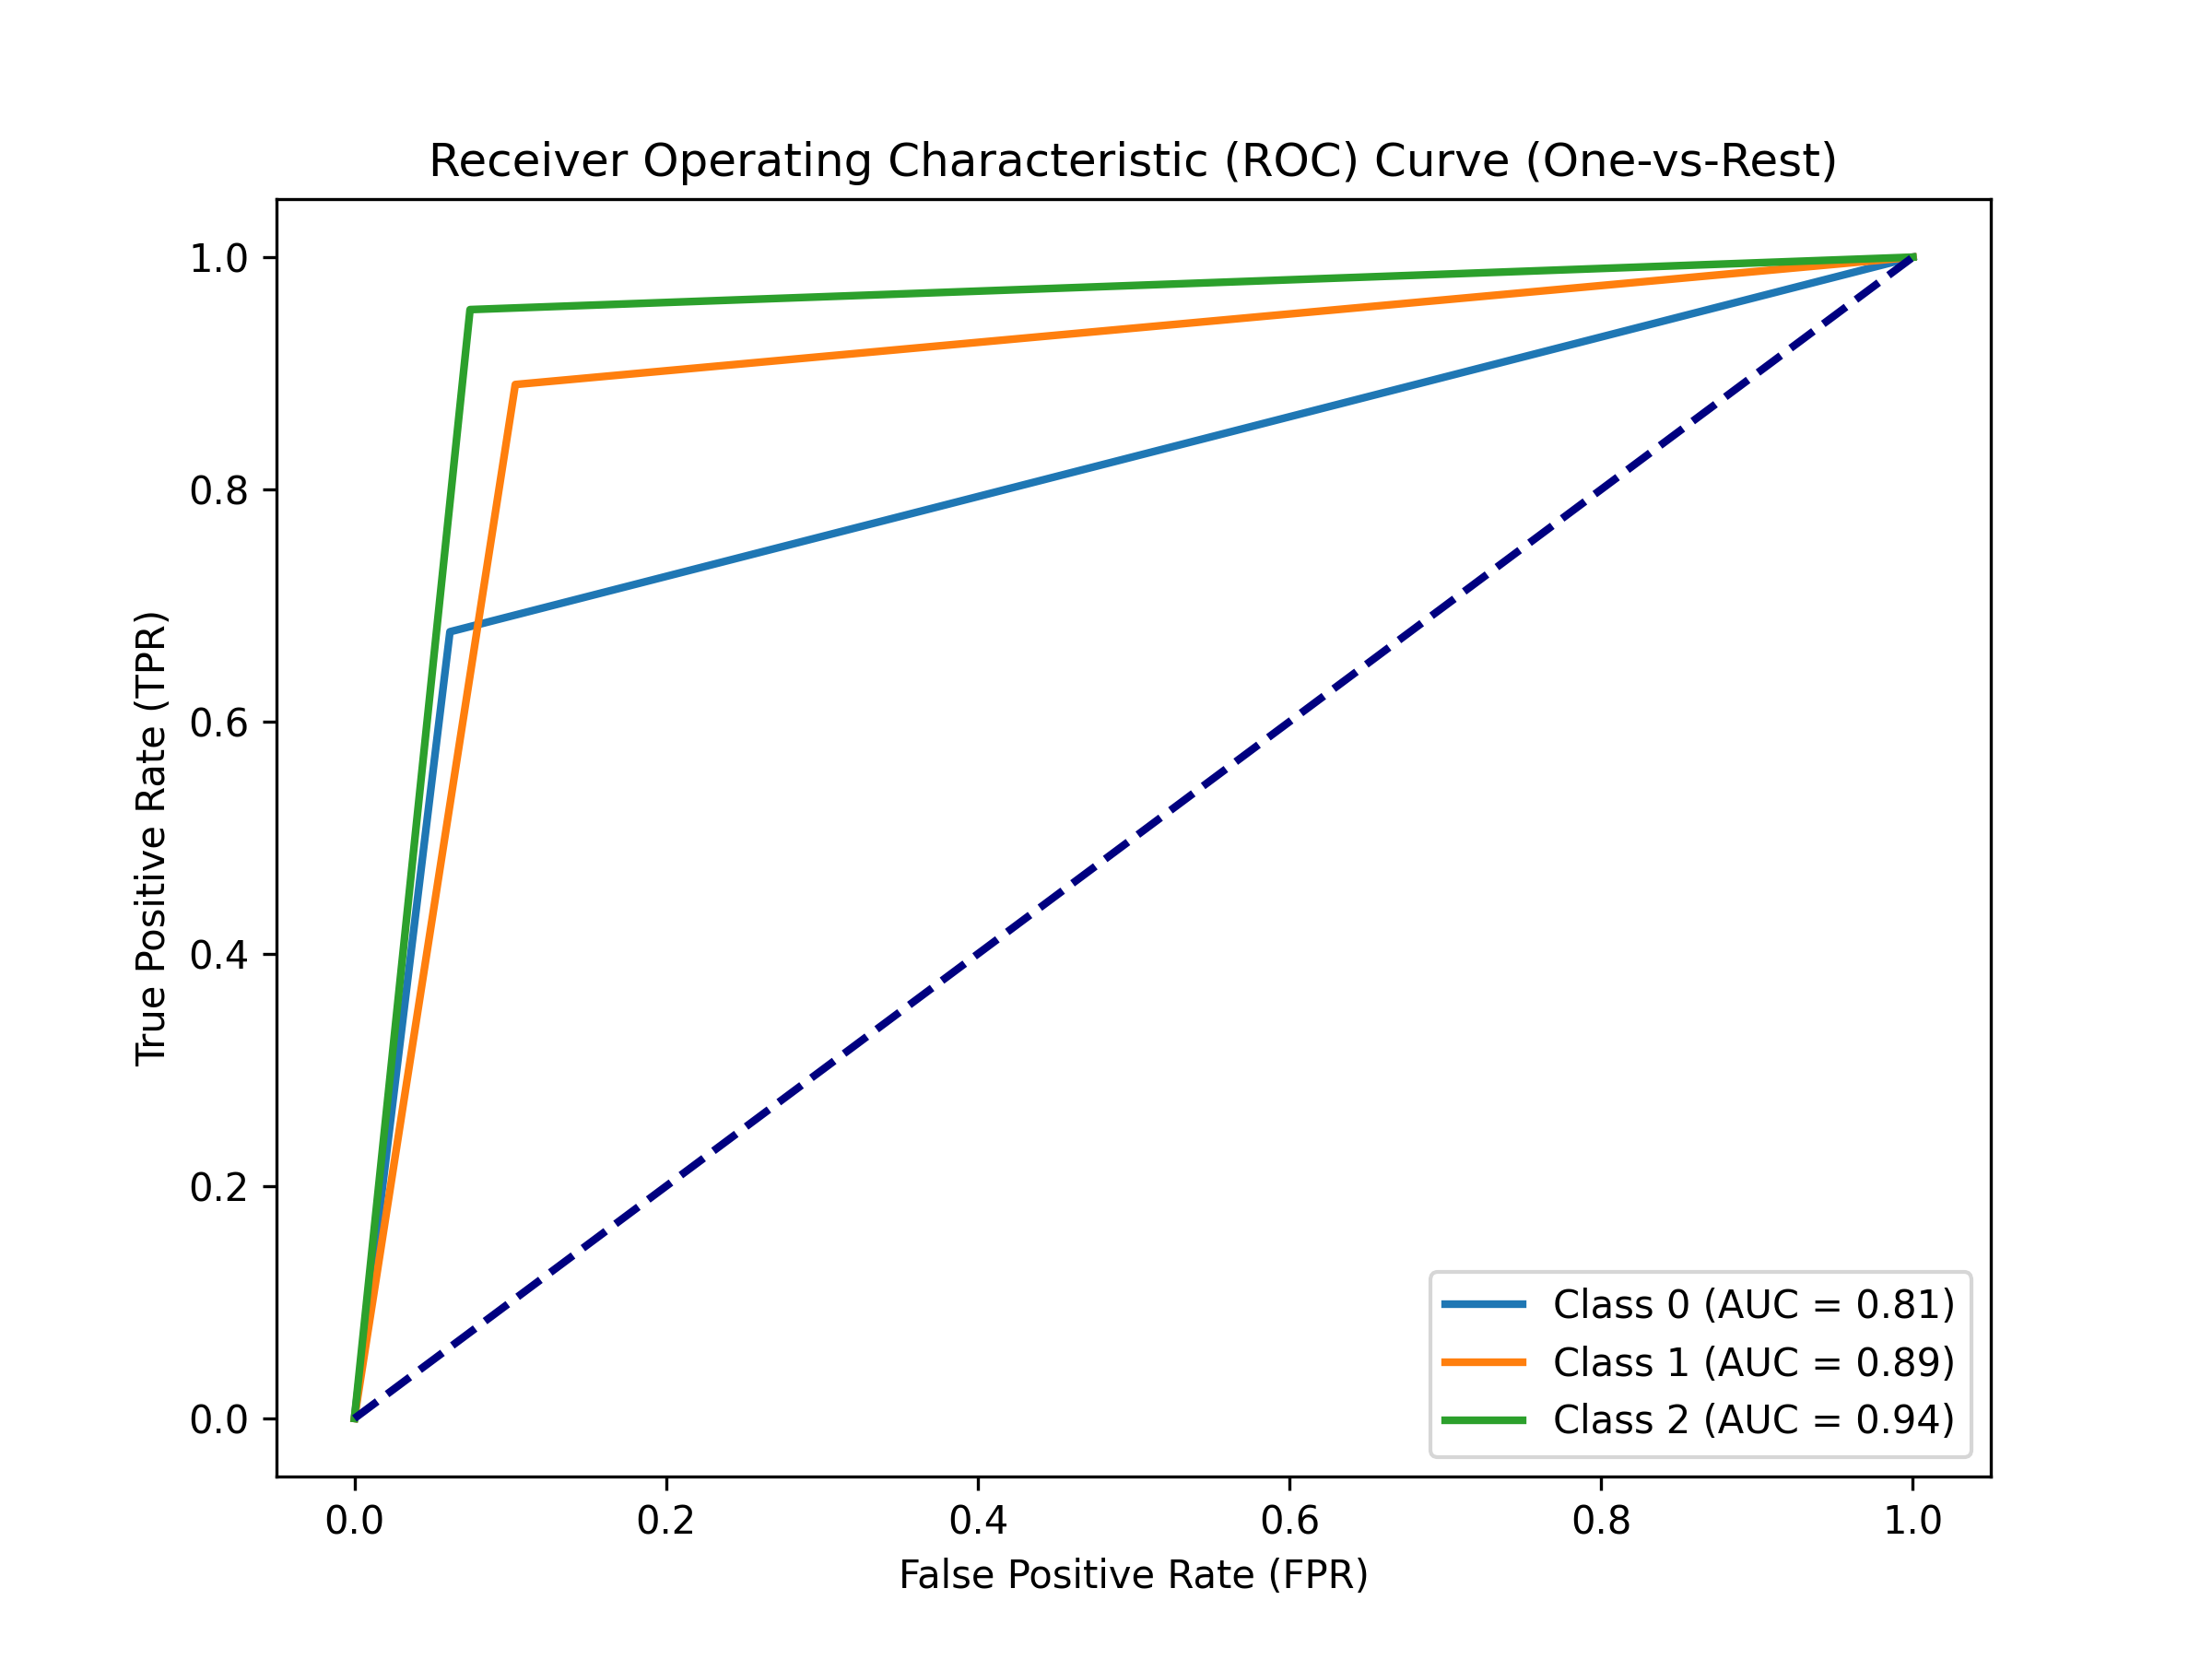 Receiver Operating Characteristic (ROC) Curve (One-vs-Rest)
True Positive Rate (TPR)
1.0
0.8
0.6
0.4
0.2
0.0
Class 0 (AUC = 0.81)
Class 1 (AUC = 0.89)
Class 2 (AUC = 0.94)
0.0 0.2 0.4 0.6 0.8 1.0
False Positive Rate (FPR)